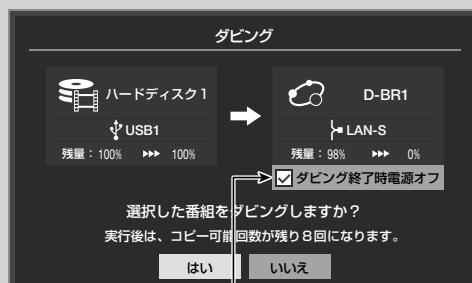 ダビング
ハードディスク1
USB1
残量：100% ▸▸▸ 100%
D-BR1
LAN-S
残量：98% ▸▸▸ 0%
ダビング終了時電源オフ
選択した番組をダビングしますか？
実行後は、コピー可能回数が残り８回になります。
はい
いいえ